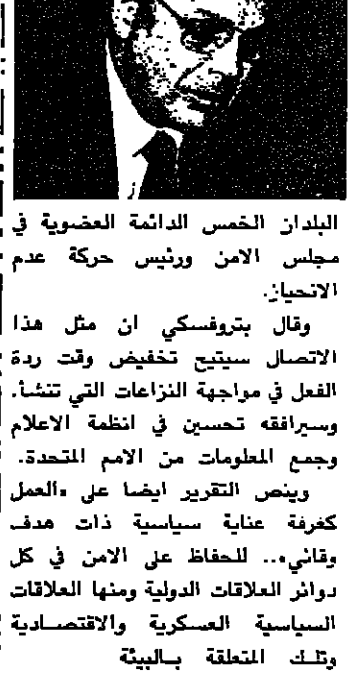 البلدان الخمس الدائمة العضوية في
مجلس الامن ورئيس حركة عدم
الانحياز.
وقال بتروفسكي ان مثل هذا
الاتصال سيتيح تخفيض وقت ردة
الفعل في مواجهة النزاعات التي تنشأ.
وسيرافقه تحسين في انظمة الاعلام
وجمع المعلومات من الامم المتحدة.
وينص التقرير ايضا على «العمل
كغرفة عناية سياسية ذات هدف
وقائي».. للحفاظ على الامن في كل
دوائر العلاقات الدولية ومنها العلاقات
السياسية العسكرية والاقتصادية
وتلك المتعلقة بالبيئة